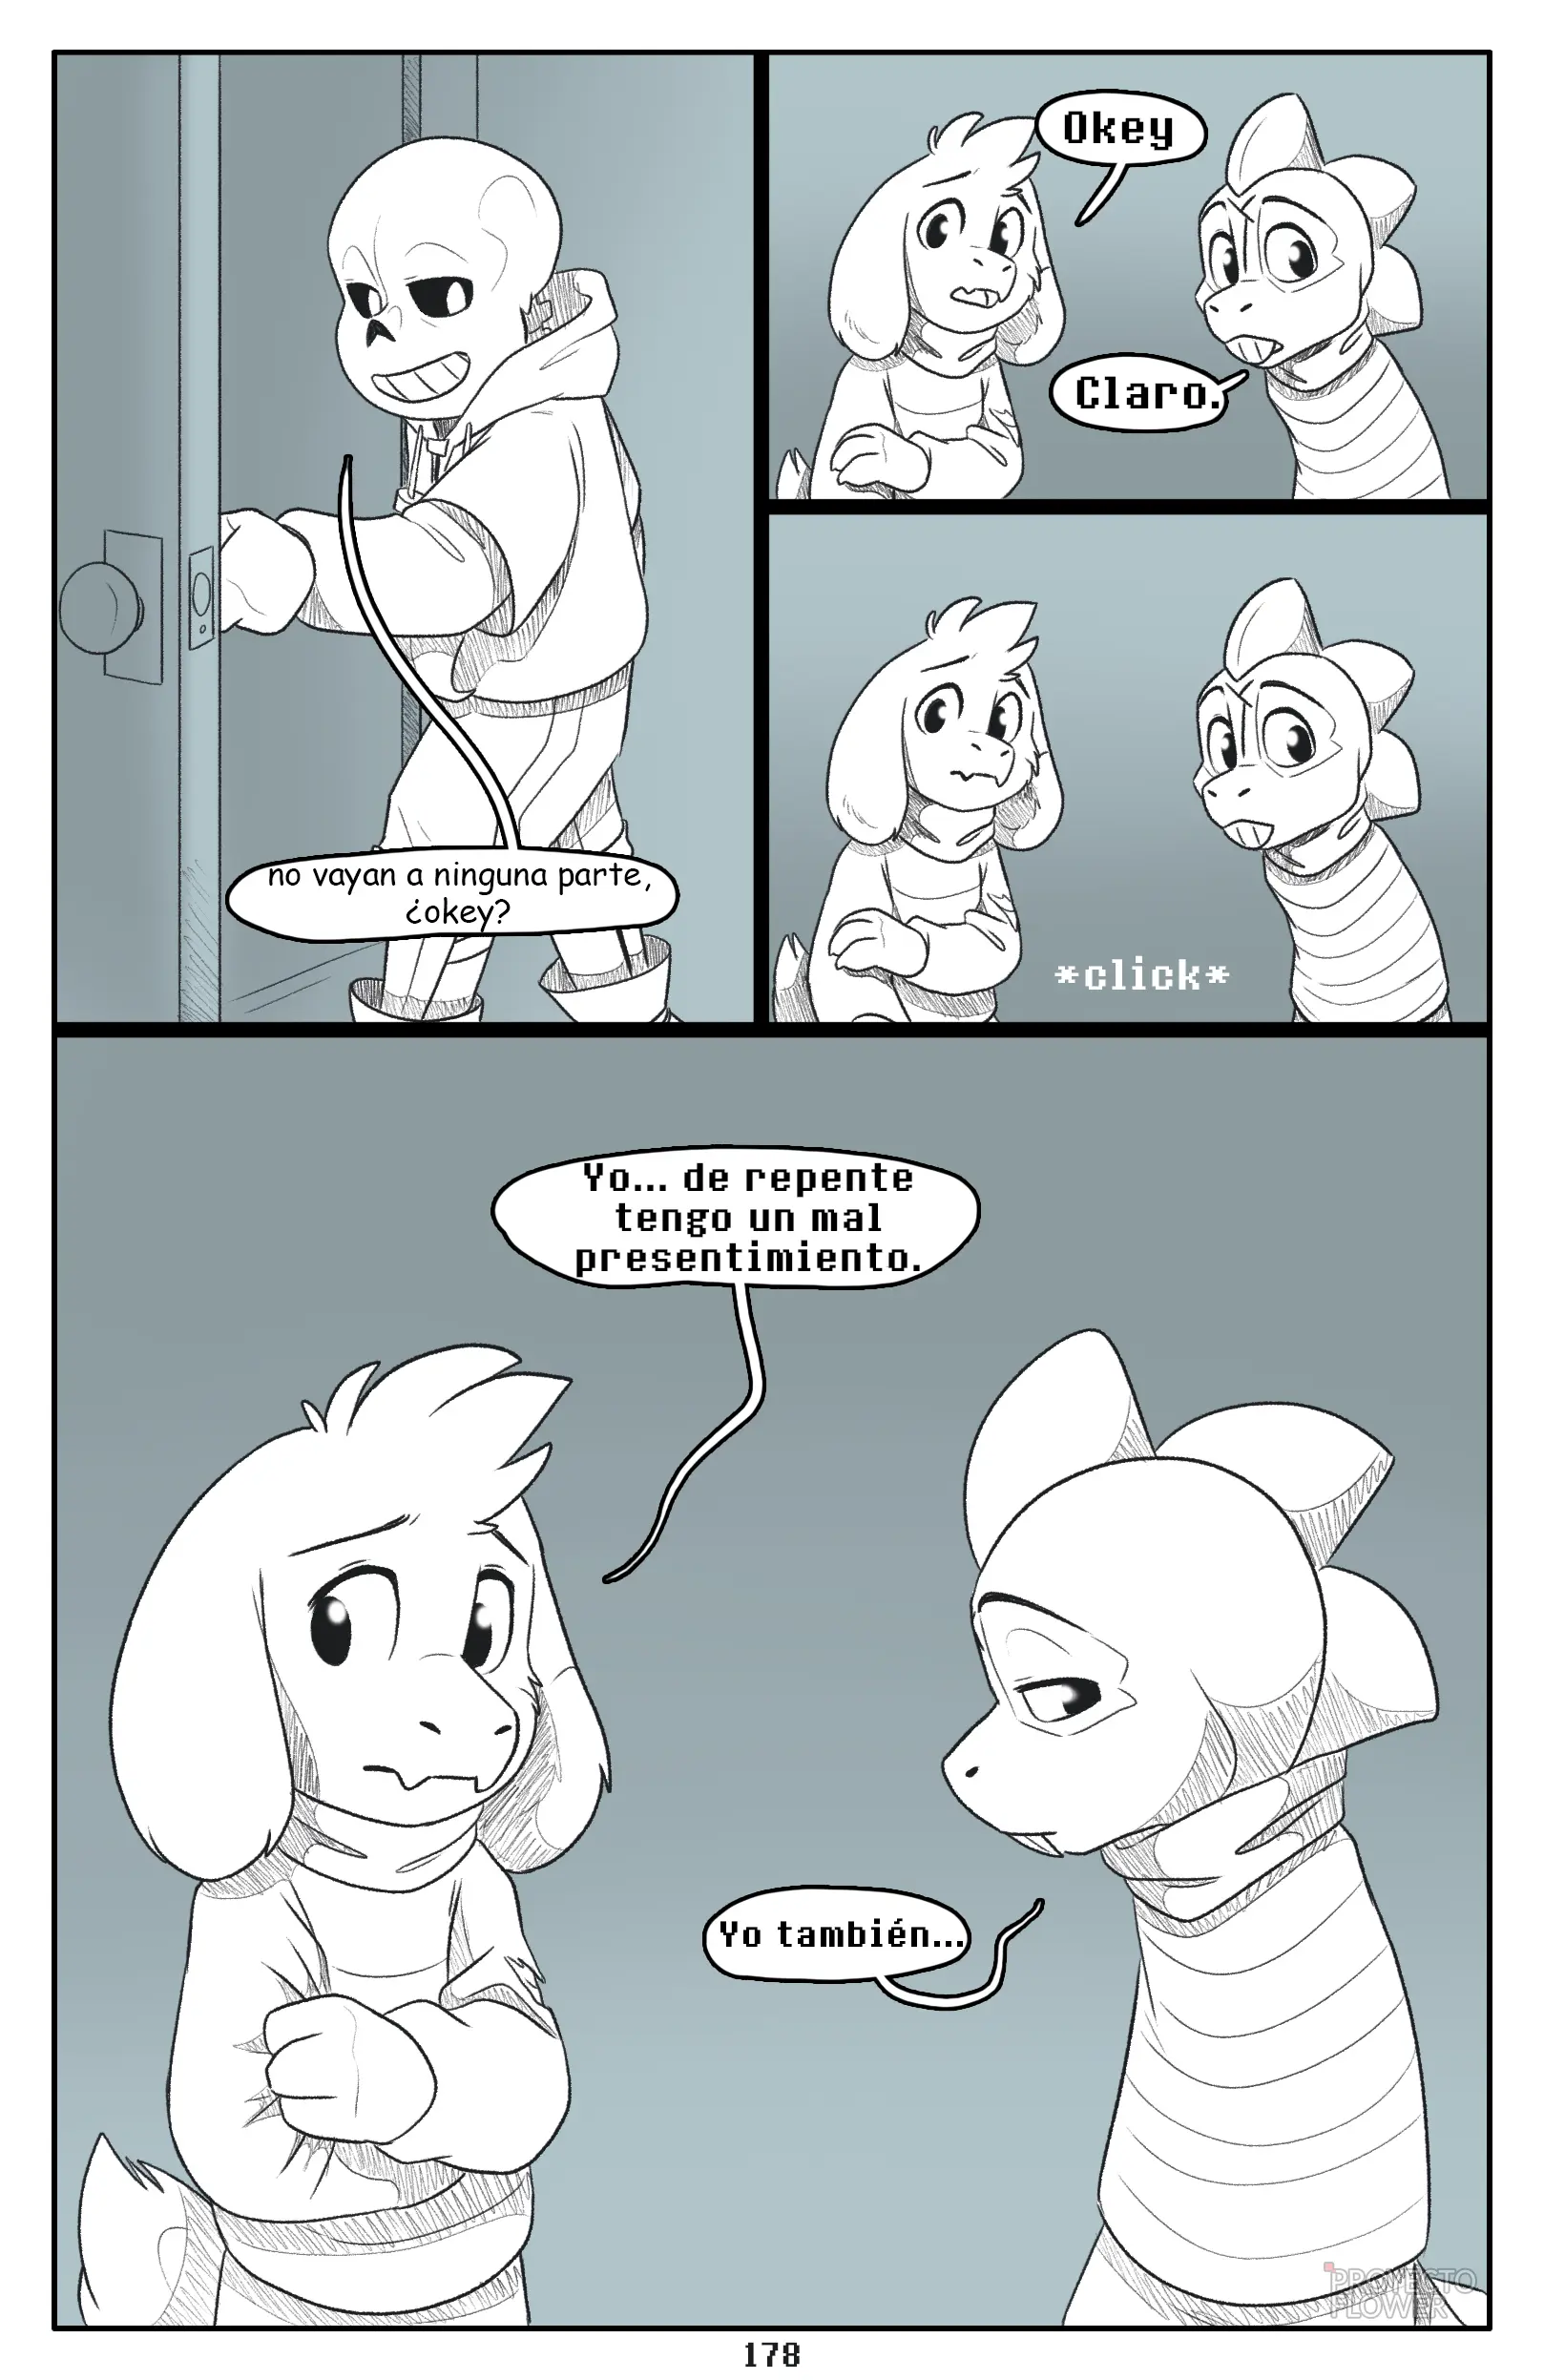 no vayan a ninguna parte,
¿okey?
Okey
Claro.
*click*
Yo... de repente
tengo un mal
presentimiento.
Yo también...
PROYECTO
FLOWER
178